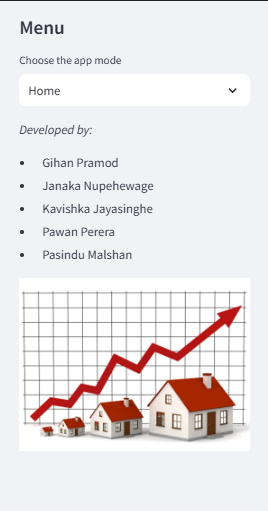 Menu
Choose the app mode
Home
Developed by:
• Gihan Pramod
• Janaka Nupehewage
• Kavishka Jayasinghe
• Pawan Perera
• Pasindu Malshan